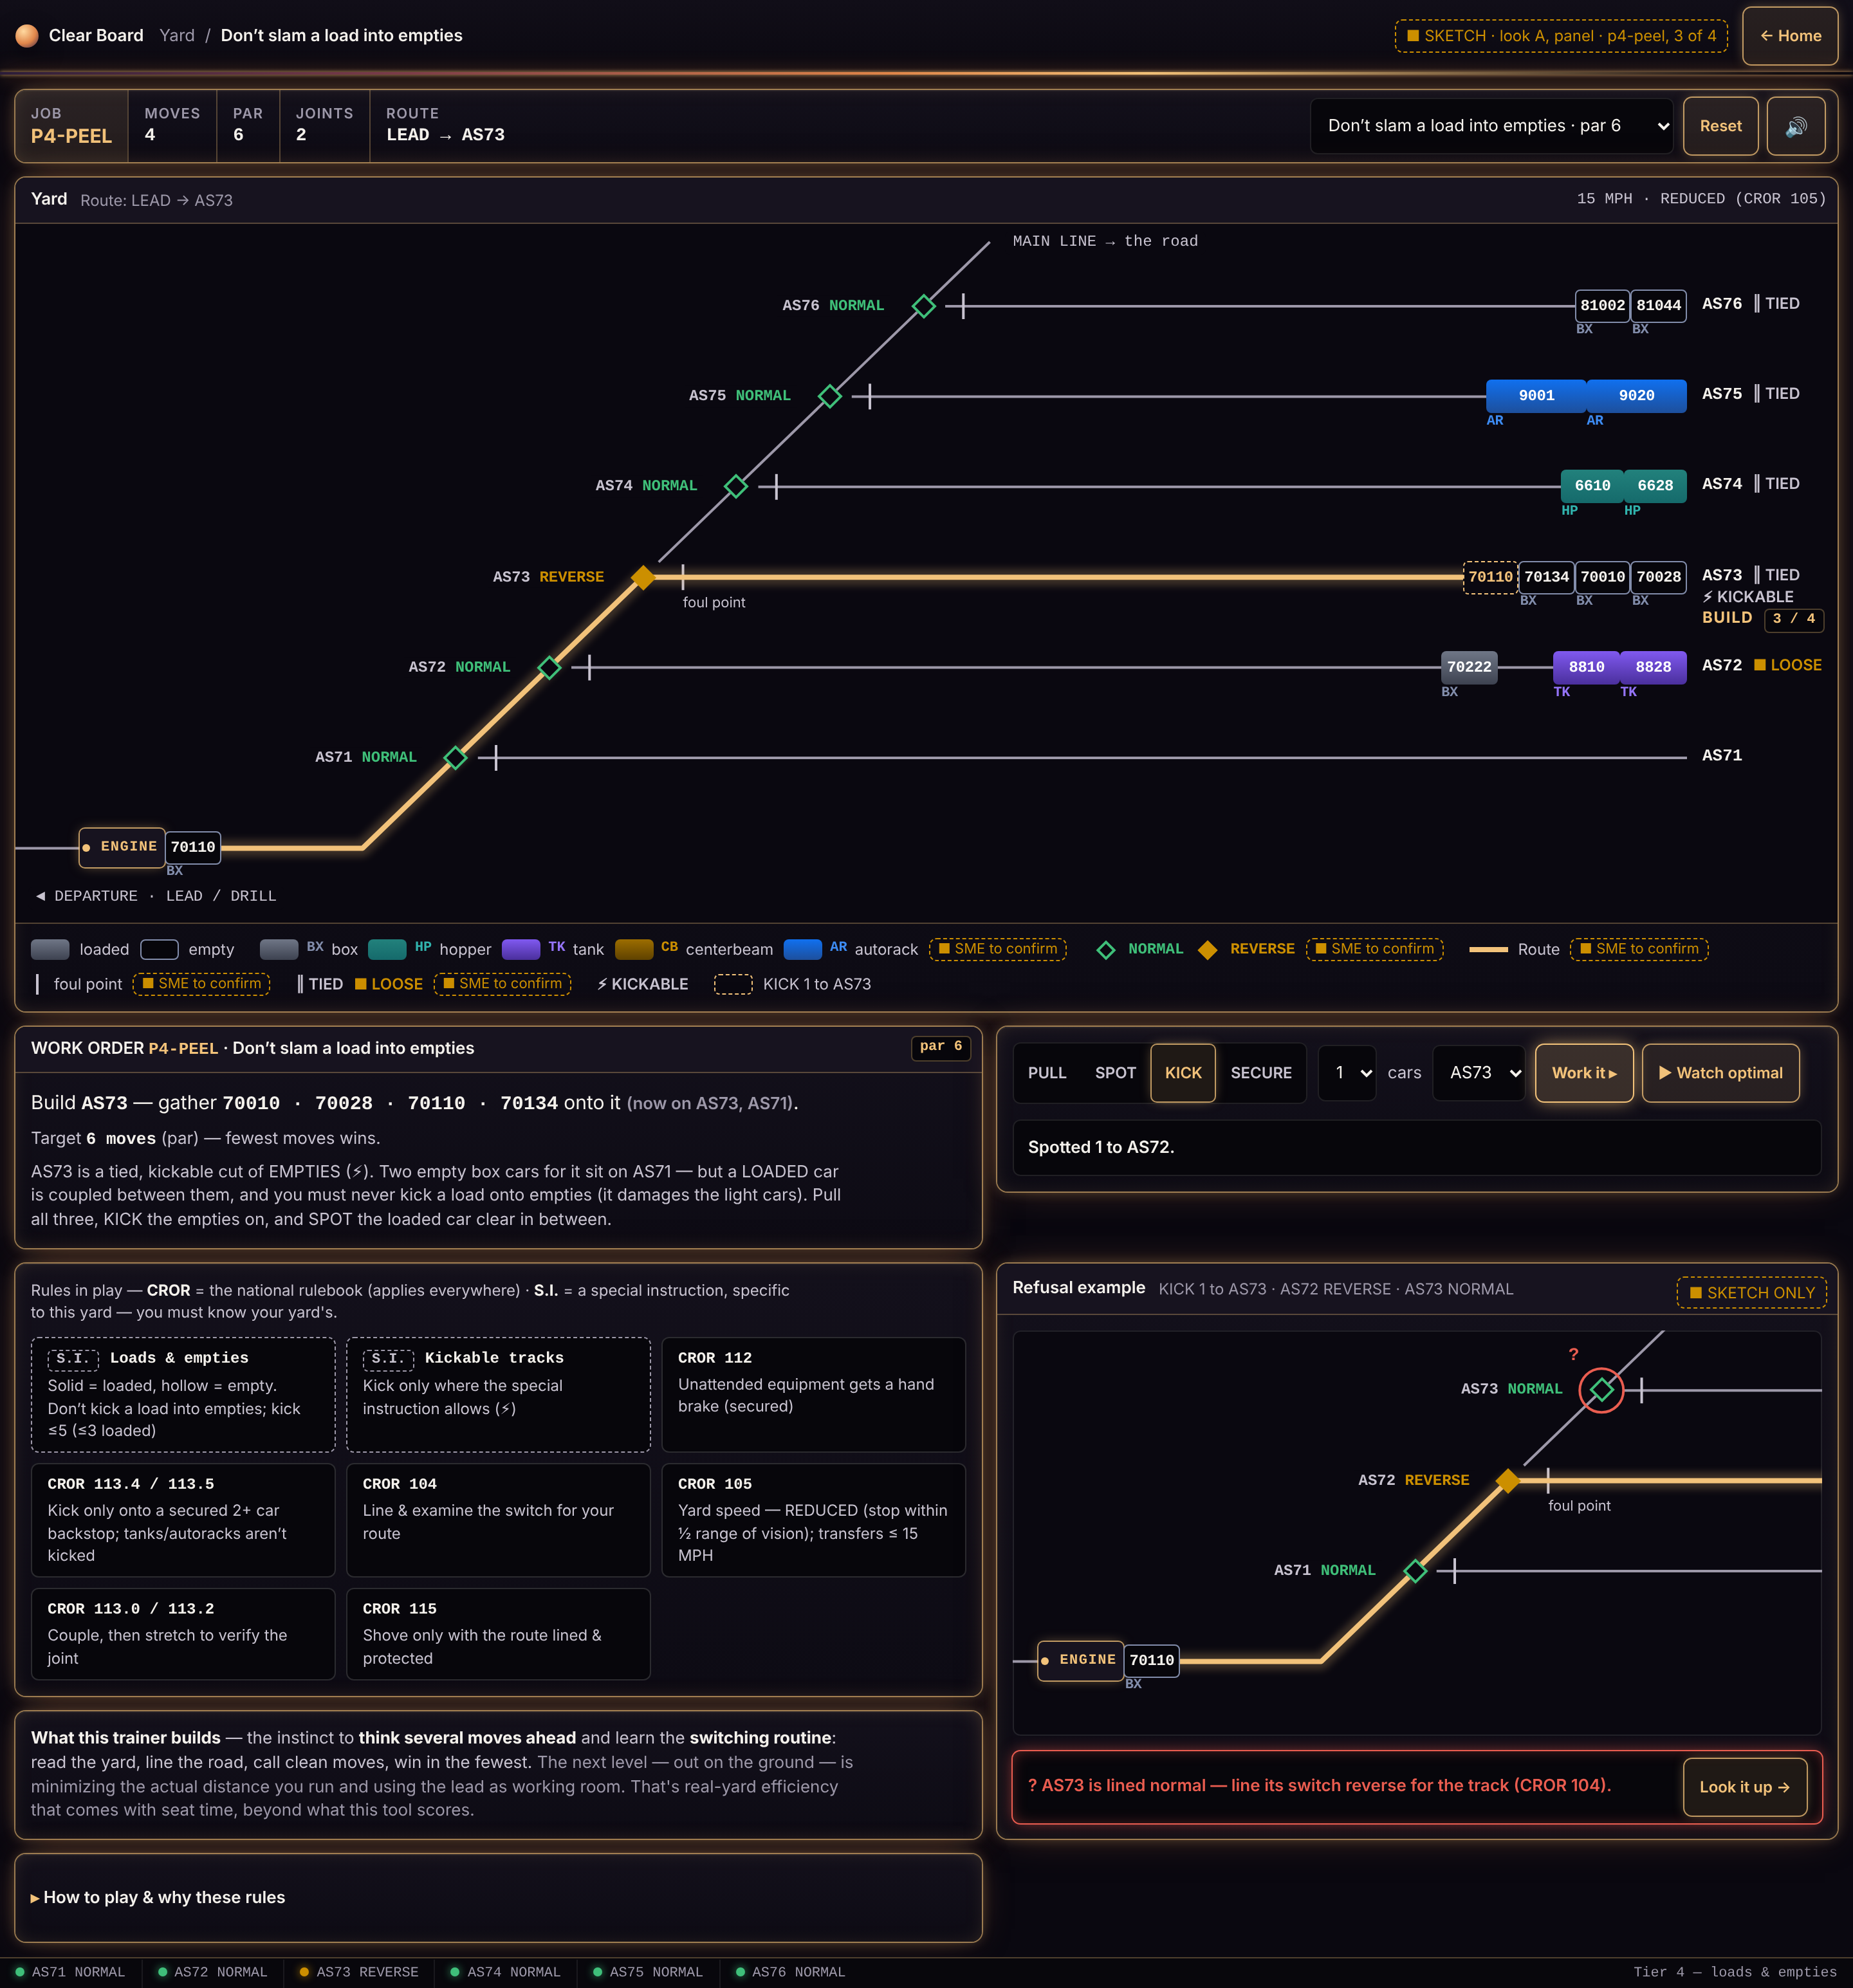 Clear Board Yard / Don't slam a load into empties
■ SKETCH · look A, panel · p4-peel, 3 of 4
← Home
JOB MOVES PAR JOINTS ROUTE
P4-PEEL 4 6 2 LEAD → AS73
Don't slam a load into empties · par 6
Reset
Yard Route: LEAD → AS73
15 MPH · REDUCED (CROR 105)
MAIN LINE → the road
AS76 NORMAL
81002 81044
BX BX
AS76 ‖ TIED
AS75 NORMAL
9001 9020
AR AR
AS75 ‖ TIED
AS74 NORMAL
6610 6628
HP HP
AS74 ‖ TIED
AS73 REVERSE
foul point
70110 70134 70010 70028
BX BX BX
AS73 ‖ TIED
⚡ KICKABLE
BUILD 3 / 4
AS72 NORMAL
70222 8810 8828
BX TK TK
AS72 ■ LOOSE
AS71 NORMAL
AS71
ENGINE 70110
BX
◄ DEPARTURE · LEAD / DRILL
loaded empty BX box HP hopper TK tank CB centerbeam AR autorack ■ SME to confirm NORMAL REVERSE ■ SME to confirm Route ■ SME to confirm
foul point ■ SME to confirm ‖ TIED ■ LOOSE ■ SME to confirm ⚡ KICKABLE KICK 1 to AS73
WORK ORDER P4-PEEL · Don't slam a load into empties
par 6
Build AS73 — gather 70010 · 70028 · 70110 · 70134 onto it (now on AS73, AS71).
Target 6 moves (par) — fewest moves wins.
AS73 is a tied, kickable cut of EMPTIES (⚡). Two empty box cars for it sit on AS71 — but a LOADED car
is coupled between them, and you must never kick a load onto empties (it damages the light cars). Pull
all three, KICK the empties on, and SPOT the loaded car clear in between.
PULL SPOT KICK SECURE 1 cars AS73 Work it ▸ ▶ Watch optimal
Spotted 1 to AS72.
Rules in play — CROR = the national rulebook (applies everywhere) · S.I. = a special instruction, specific
to this yard — you must know your yard's.
S.I. Loads & empties
Solid = loaded, hollow = empty.
Don't kick a load into empties; kick
≤5 (≤3 loaded)
S.I. Kickable tracks
Kick only where the special
instruction allows (⚡)
CROR 112
Unattended equipment gets a hand
brake (secured)
CROR 113.4 / 113.5
Kick only onto a secured 2+ car
backstop; tanks/autoracks aren't
kicked
CROR 104
Line & examine the switch for your
route
CROR 105
Yard speed — REDUCED (stop within
½ range of vision); transfers ≤ 15
MPH
CROR 113.0 / 113.2
Couple, then stretch to verify the
joint
CROR 115
Shove only with the route lined &
protected
Refusal example KICK 1 to AS73 · AS72 REVERSE · AS73 NORMAL
■ SKETCH ONLY
?
AS73 NORMAL
AS72 REVERSE
foul point
AS71 NORMAL
ENGINE 70110
BX
? AS73 is lined normal — line its switch reverse for the track (CROR 104).
Look it up →
What this trainer builds — the instinct to think several moves ahead and learn the switching routine:
read the yard, line the road, call clean moves, win in the fewest. The next level — out on the ground — is
minimizing the actual distance you run and using the lead as working room. That's real-yard efficiency
that comes with seat time, beyond what this tool scores.
▸ How to play & why these rules
AS71 NORMAL AS72 NORMAL AS73 REVERSE AS74 NORMAL AS75 NORMAL AS76 NORMAL
Tier 4 — loads & empties